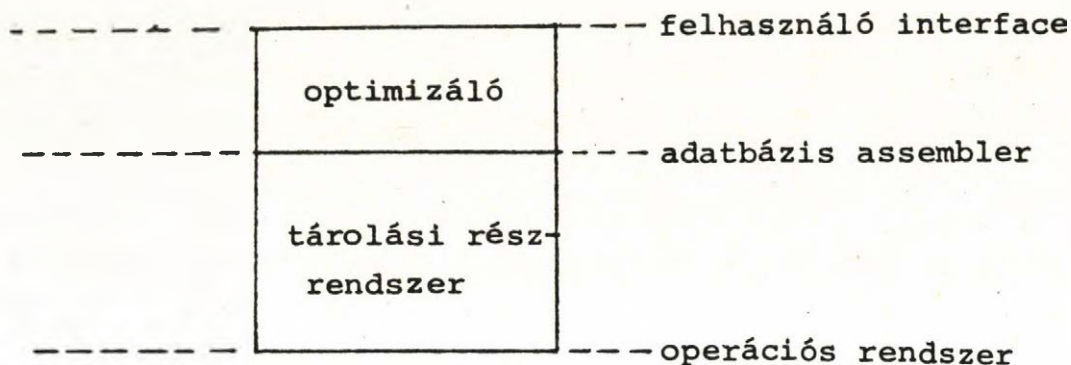 felhasználó interface
optimizáló
adatbázis assembler
tárolási rész-
rendszer
operációs rendszer